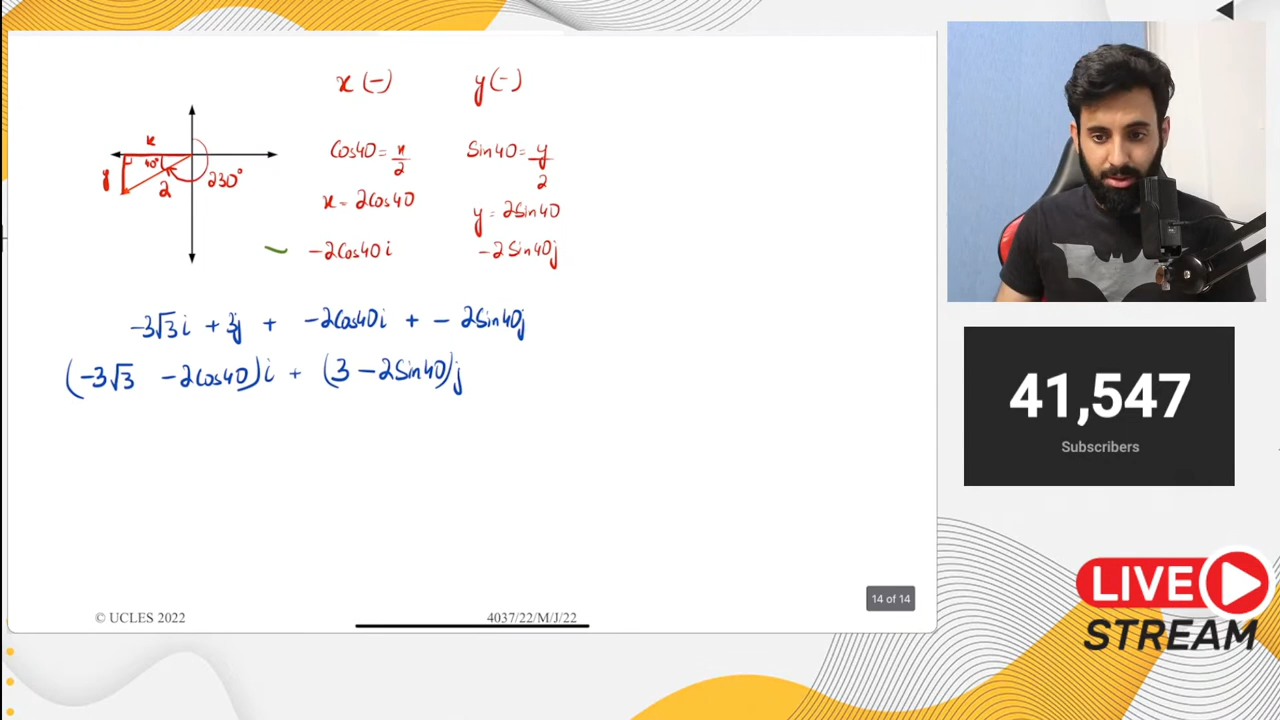 x (-) y (-)
x
40°
y
2
230°
Cos40 = x/2 Sin40 = y/2
x = 2Cos40
y = 2Sin40
-2Cos40 i -2Sin40j
-3√3 i + 3j + -2Cos40i + - 2Sin40j
(-3√3 -2Cos40)i + (3 - 2Sin40)j
© UCLES 2022
4037/22/M/J/22
14 of 14
41,547
Subscribers
LIVE
STREAM